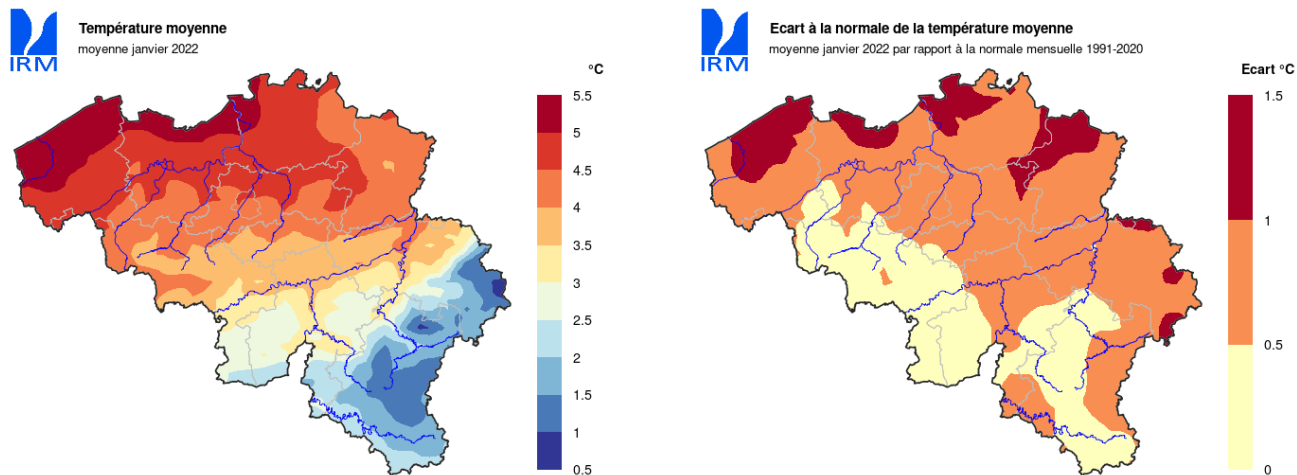 IRM
Température moyenne
moyenne janvier 2022
°C
5.5
5
4.5
4
3.5
3
2.5
2
1.5
1
0.5
IRM
Ecart à la normale de la température moyenne
moyenne janvier 2022 par rapport à la normale mensuelle 1991-2020
Ecart °C
1.5
1
0.5
0